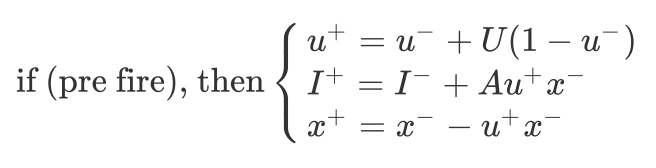 u⁺ = u⁻ + U(1 − u⁻)
if (pre fire), then { I⁺ = I⁻ + Au⁺x⁻
x⁺ = x⁻ − u⁺x⁻